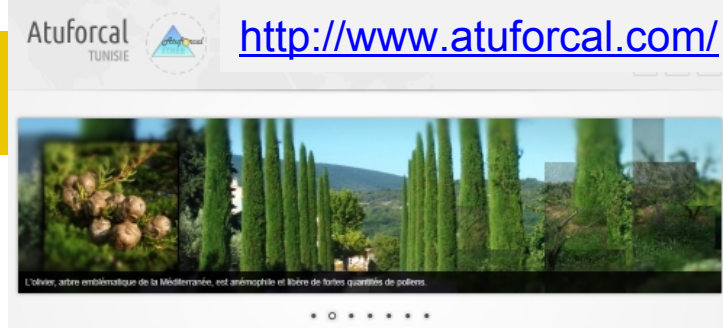 Atuforcal
TUNISIE
Atuforcal
http://www.atuforcal.com/
L'olivier, arbre emblématique de la Méditerranée, est anémophile et libère de fortes quantités de pollens.